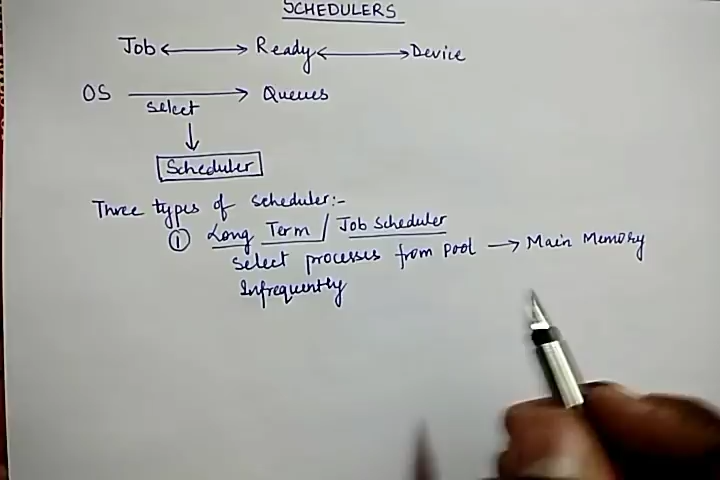 SCHEDULERS
Job ⟷ Ready ⟷ Device
OS ⟶ Queues
select
Scheduler
Three types of scheduler:-
① Long Term / Job Scheduler
Select processes from pool → Main Memory
Infrequently